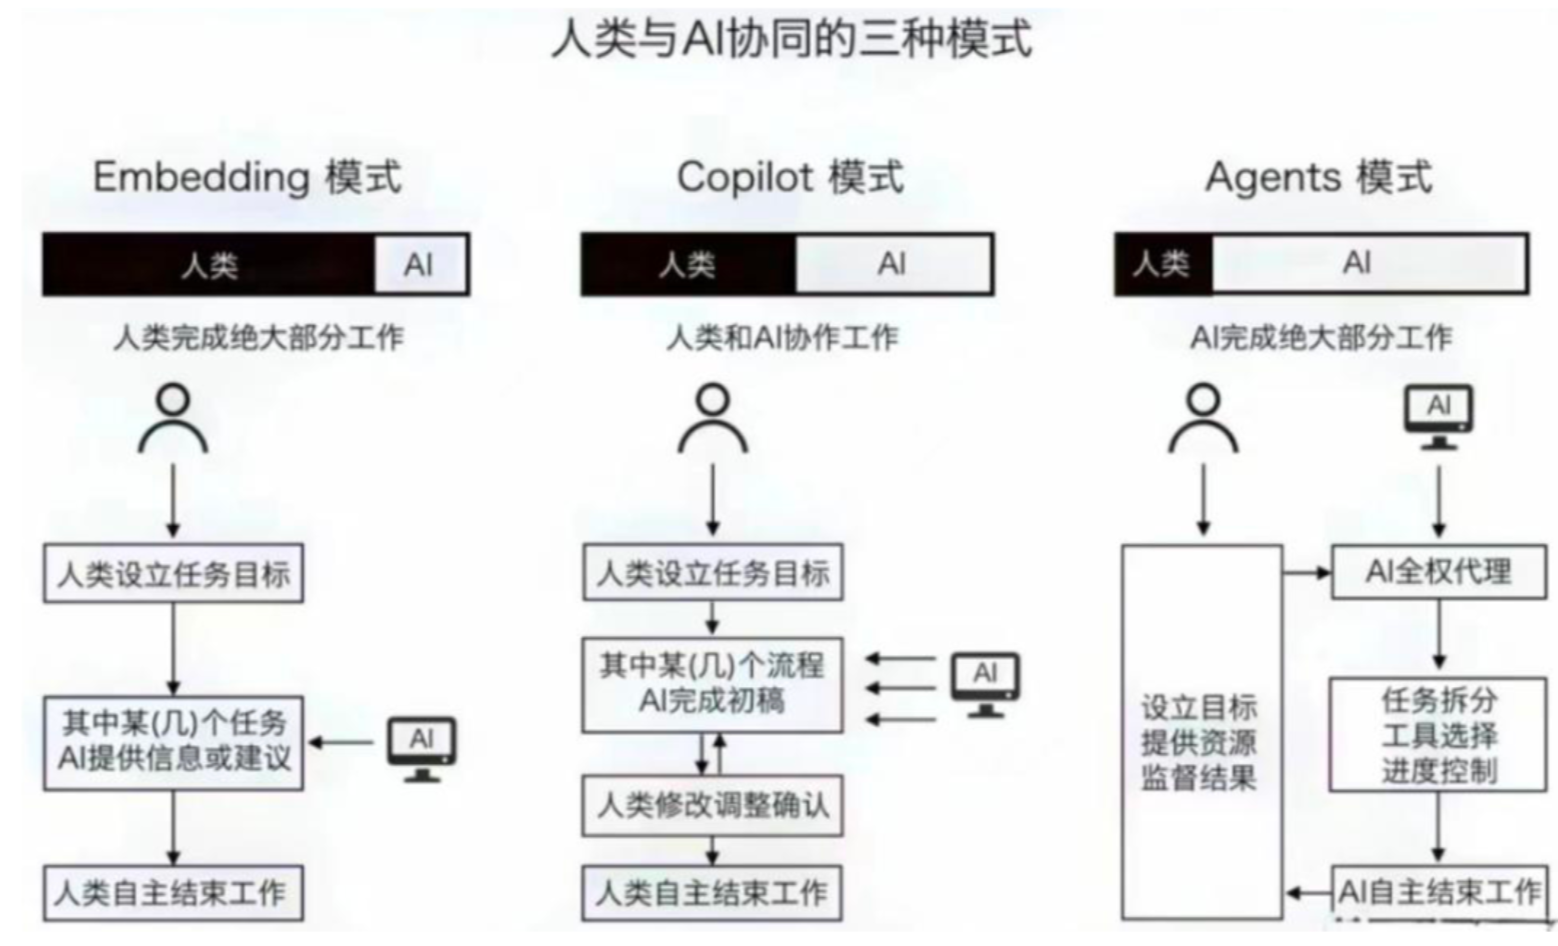 人类与AI协同的三种模式
Embedding 模式
人类
AI
人类完成绝大部分工作
人类设立任务目标
其中某(几)个任务
AI提供信息或建议
AI
人类自主结束工作
Copilot 模式
人类
AI
人类和AI协作工作
人类设立任务目标
其中某(几)个流程
AI完成初稿
AI
人类修改调整确认
人类自主结束工作
Agents 模式
人类
AI
AI完成绝大部分工作
AI
设立目标
提供资源
监督结果
AI全权代理
任务拆分
工具选择
进度控制
AI自主结束工作